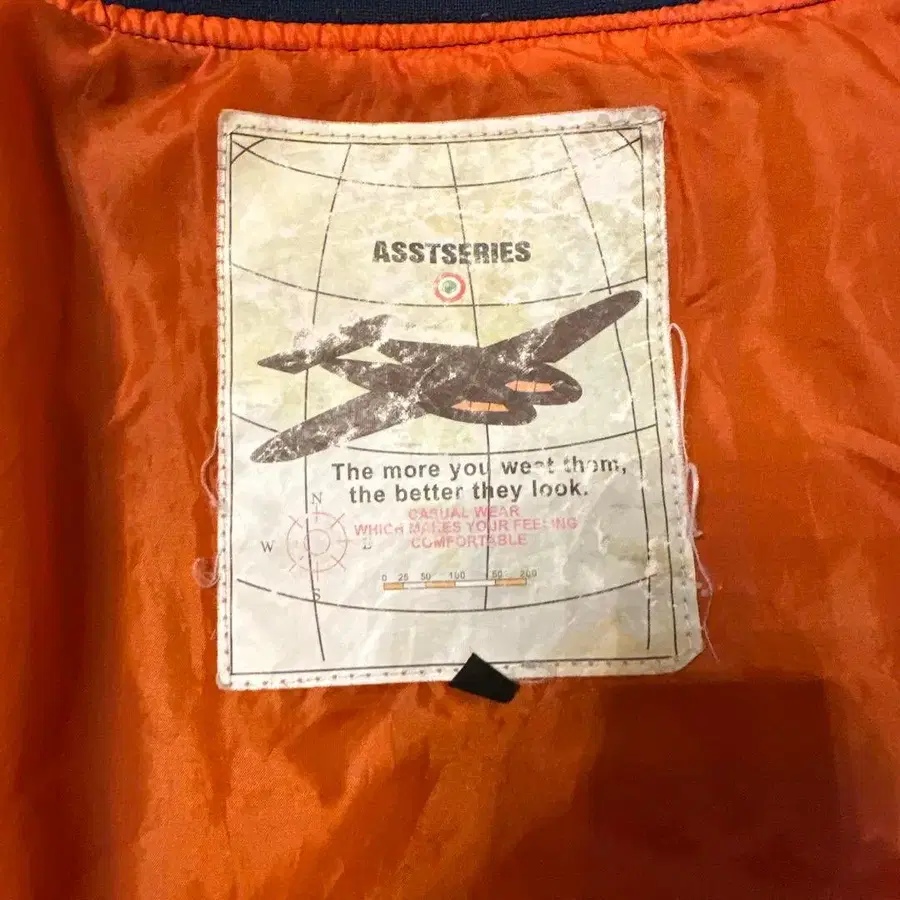 ASSTSERIES
The more you weat them,
the better they look.
N
CASUAL WEAR
WHICH MAKES YOUR FEELING
W E COMFORTABLE
0 25 50 100 150 200
S